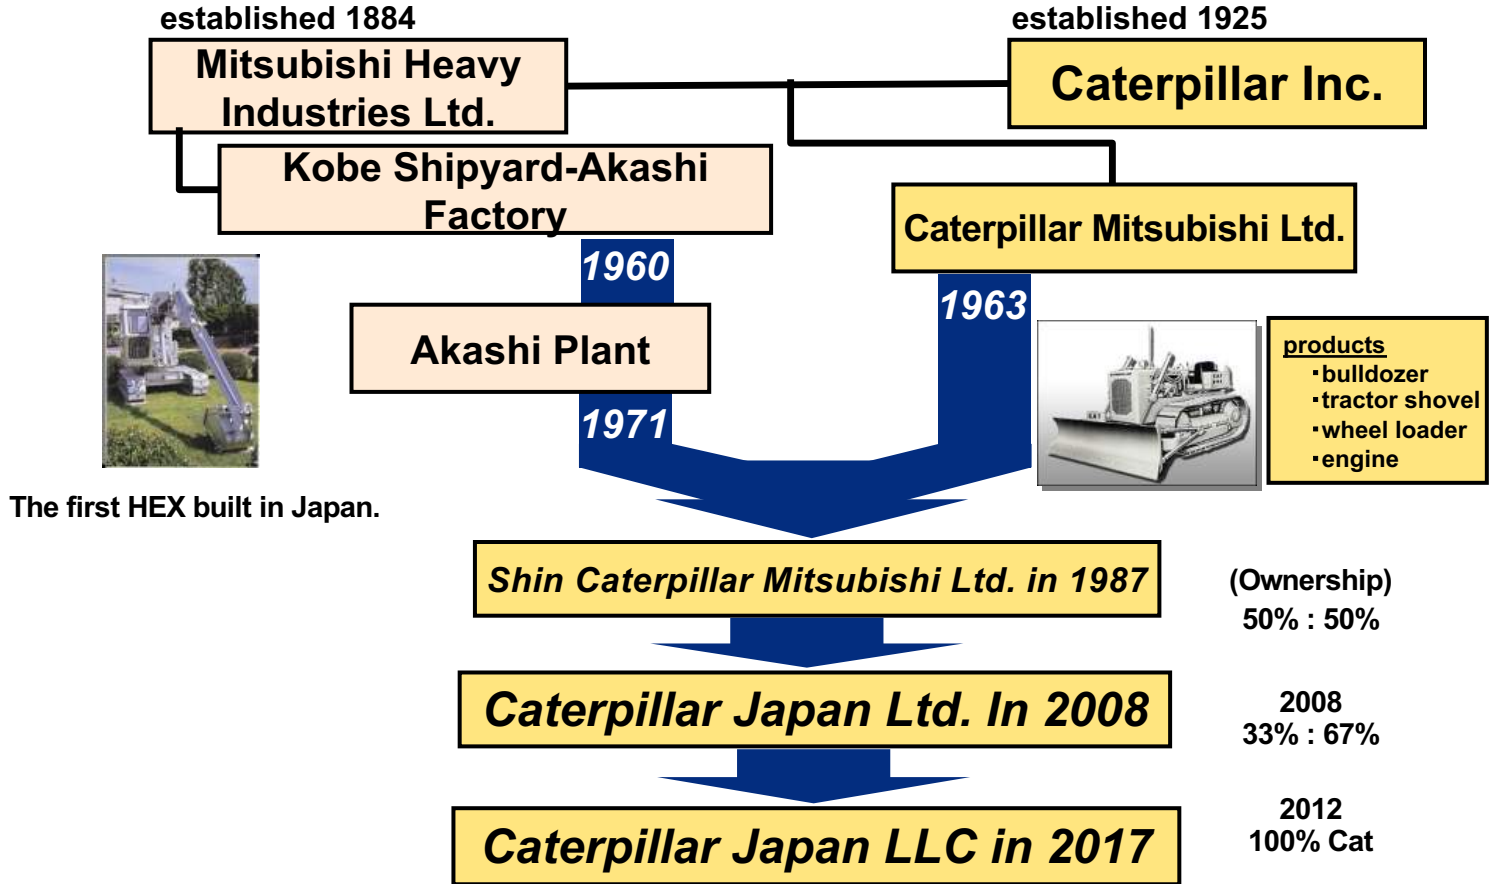 established 1884
established 1925
Mitsubishi Heavy
Industries Ltd.
Caterpillar Inc.
Kobe Shipyard-Akashi
Factory
Caterpillar Mitsubishi Ltd.
1960
1963
Akashi Plant
products
・bulldozer
・tractor shovel
・wheel loader
・engine
1971
The first HEX built in Japan.
Shin Caterpillar Mitsubishi Ltd. in 1987
(Ownership)
50% : 50%
Caterpillar Japan Ltd. In 2008
2008
33% : 67%
Caterpillar Japan LLC in 2017
2012
100% Cat